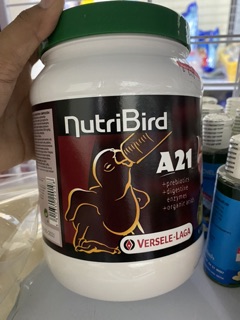 NutriBird
A21
+prebiotics
+digestive
enzymes
+organic acids
VERSELE-LAGA